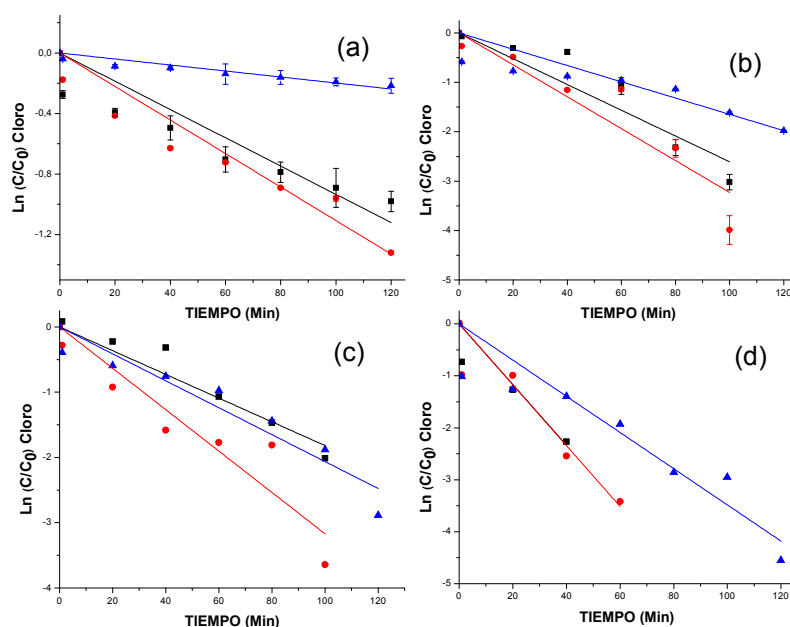 (a)
0,0
-0,4
-0,8
-1,2
Ln (C/C0) Cloro
0 20 40 60 80 100 120
TIEMPO (Min)
(b)
0
-1
-2
-3
-4
-5
Ln (C/C0) Cloro
0 20 40 60 80 100 120
TIEMPO (Min)
(c)
0
-1
-2
-3
-4
Ln (C/C0) Cloro
0 20 40 60 80 100 120
TIEMPO (Min)
(d)
0
-1
-2
-3
-4
-5
Ln (C/C0) Cloro
0 20 40 60 80 100 120
TIEMPO (Min)